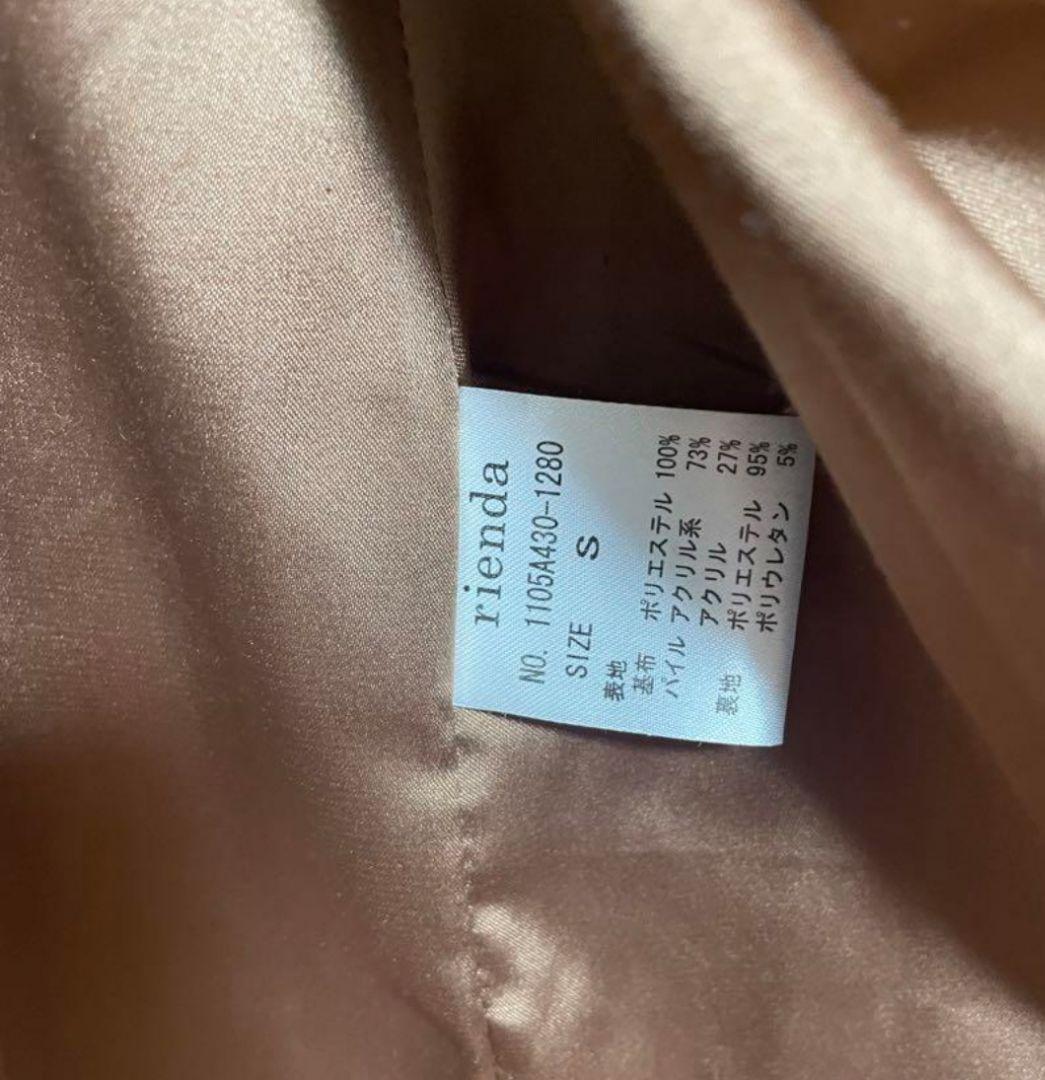 rienda
NO. 1105A430-1280
SIZE S
表地
基布 ポリエステル 100%
パイル アクリル系 73%
アクリル 27%
裏地 ポリエステル 95%
ポリウレタン 5%